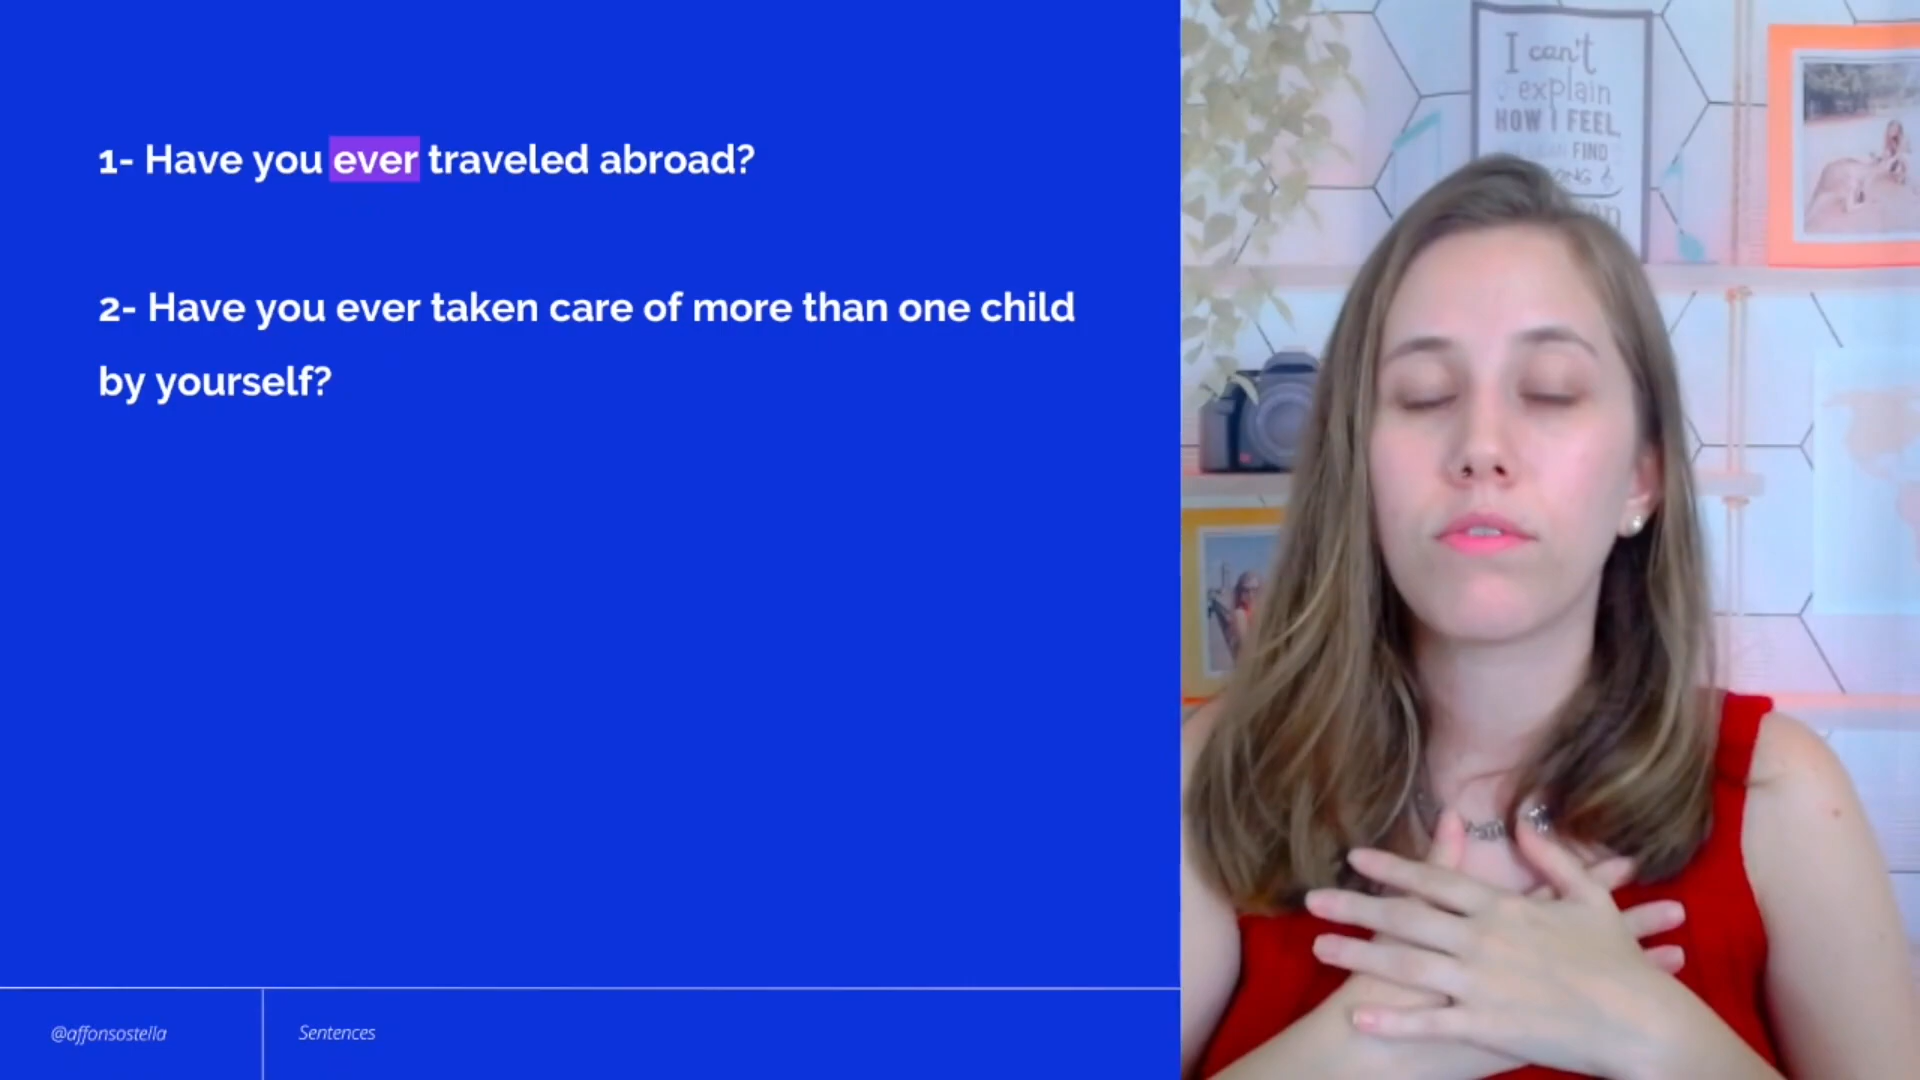 1- Have you ever traveled abroad?
2- Have you ever taken care of more than one child
by yourself?
@affonsostella
Sentences
I can't
explain
HOW I FEEL,
FIND